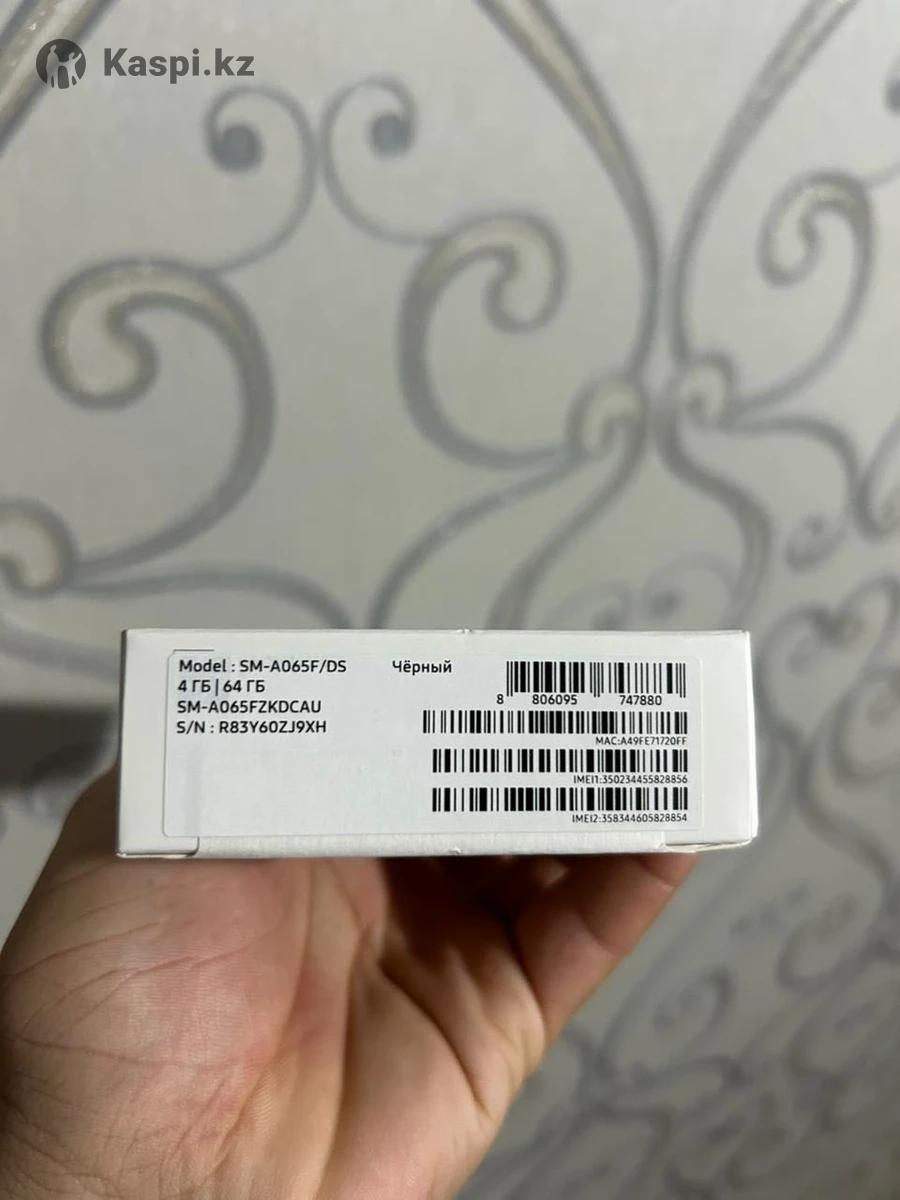 Kaspi.kz
Model : SM-A065F/DS Чёрный
4 ГБ | 64 ГБ
SM-A065FZKDCAU
S/N : R83Y60ZJ9XH
8 806095 747880
MAC:A49FE71720FF
IMEI1:350234455828856
IMEI2:358344605828854